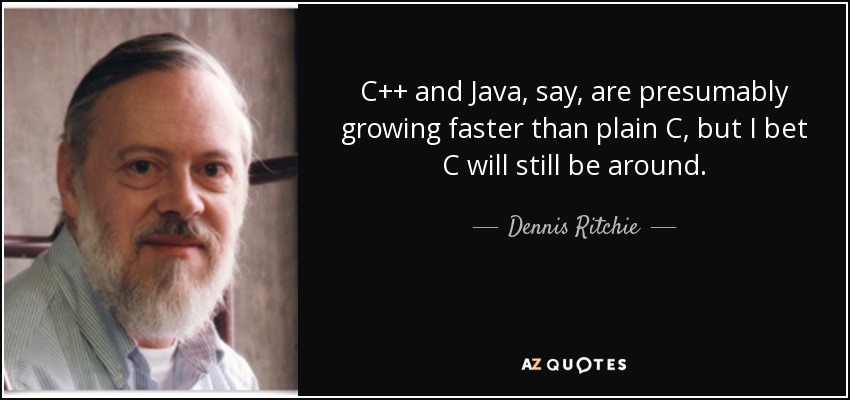 C++ and Java, say, are presumably
growing faster than plain C, but I bet
C will still be around.
— Dennis Ritchie —
AZ QUOTES